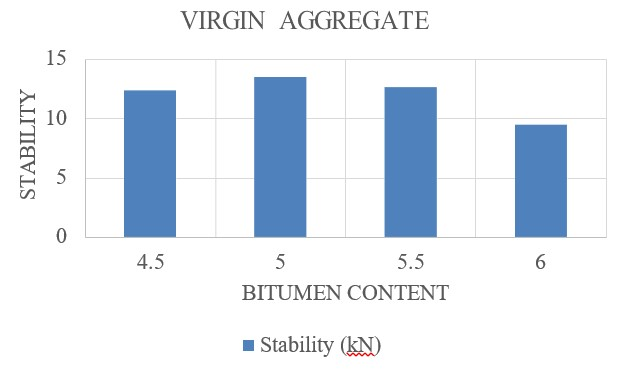 VIRGIN AGGREGATE
15
10
5
0
STABILITY
4.5 5 5.5 6
BITUMEN CONTENT
Stability (kN)